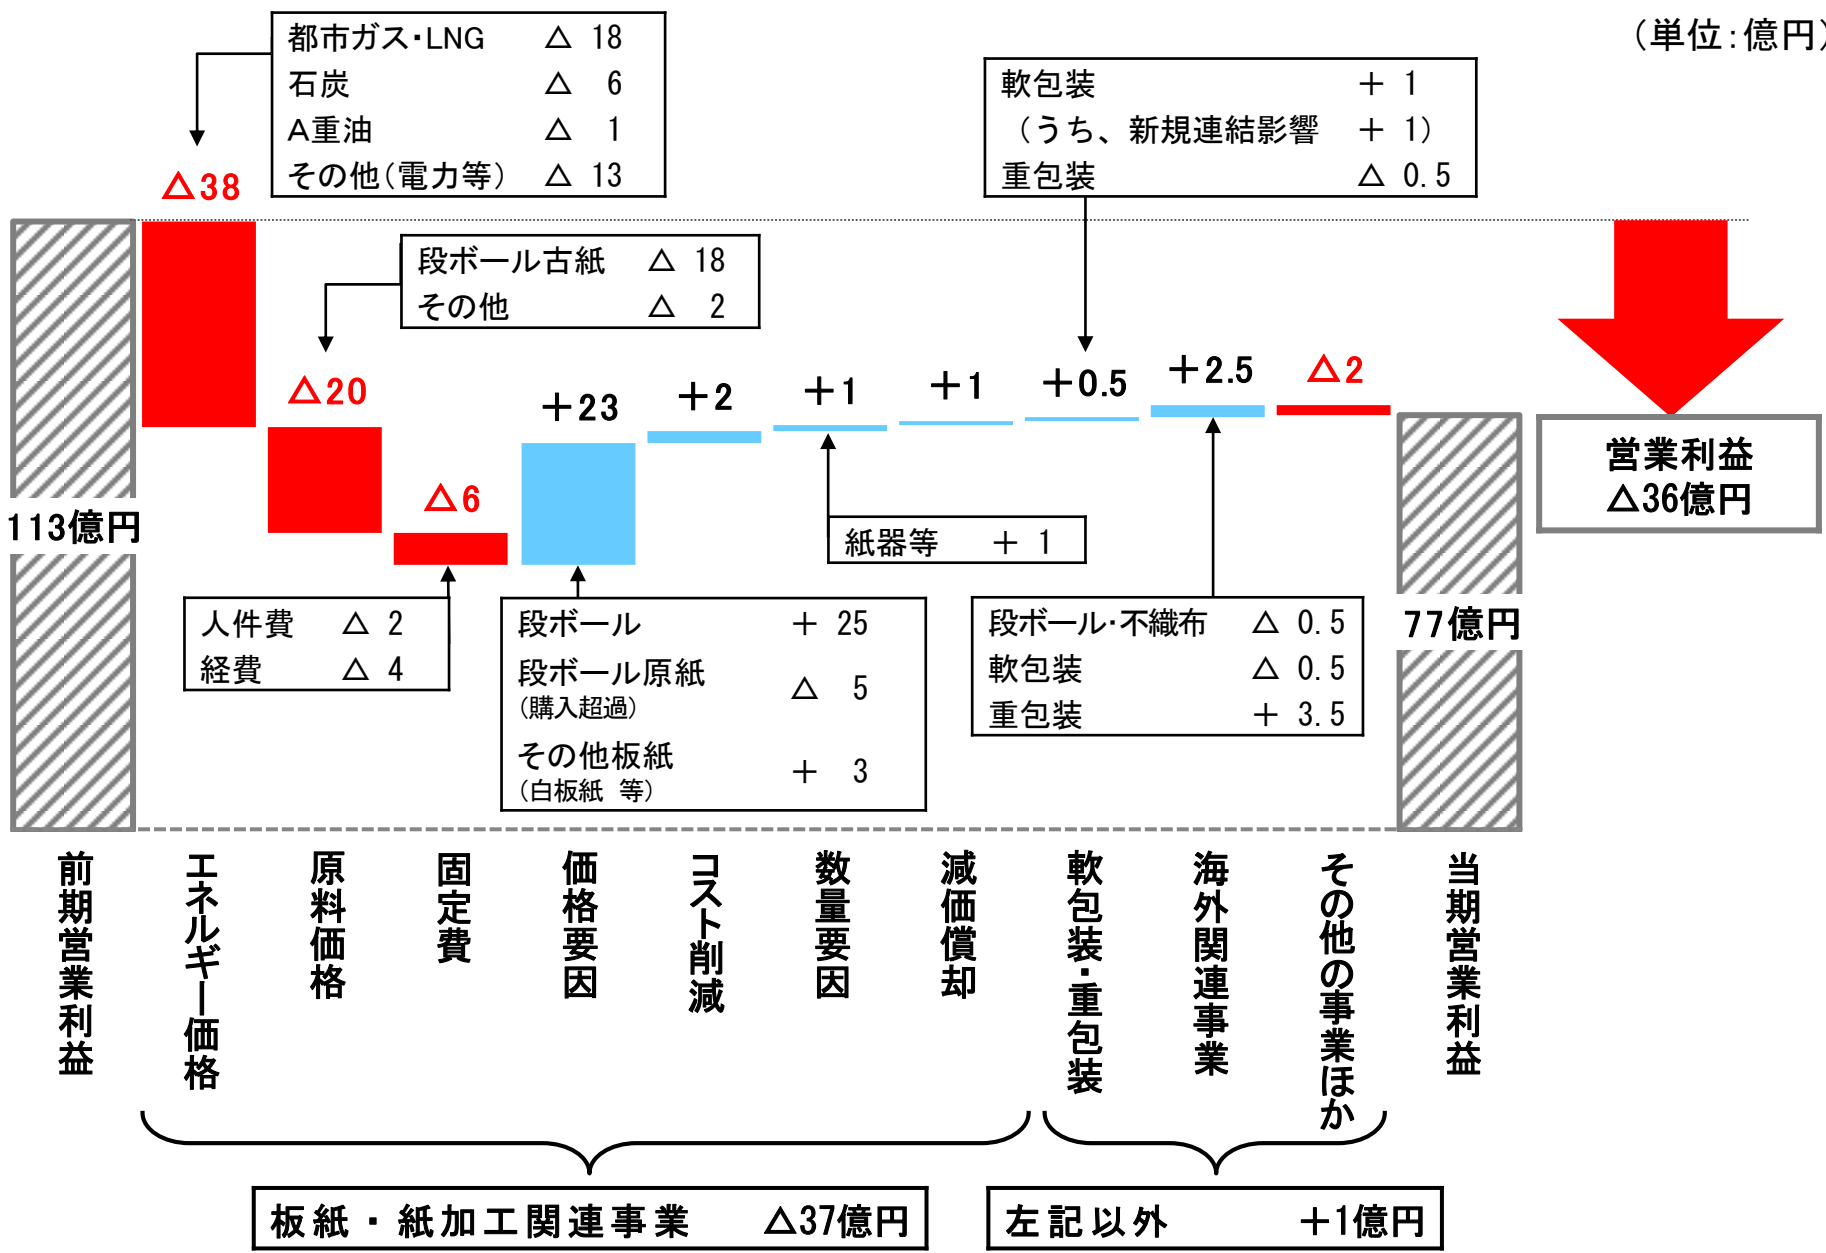 （単位：億円）
都市ガス・LNG △ 18
石炭 △ 6
A重油 △ 1
その他（電力等） △ 13
軟包装 ＋ 1
（うち、新規連結影響 ＋ 1）
重包装 △ 0.5
△38
段ボール古紙 △ 18
その他 △ 2
△20
△6
＋23
＋2
＋1
＋1
＋0.5
＋2.5
△2
113億円
営業利益
△36億円
紙器等 ＋ 1
人件費 △ 2
経費 △ 4
段ボール ＋ 25
段ボール原紙 △ 5
（購入超過）
その他板紙 ＋ 3
（白板紙 等）
段ボール・不織布 △ 0.5
軟包装 △ 0.5
重包装 ＋ 3.5
77億円
前期営業利益
エネルギー価格
原料価格
固定費
価格要因
コスト削減
数量要因
減価償却
軟包装・重包装
海外関連事業
その他の事業ほか
当期営業利益
板紙・紙加工関連事業 △37億円
左記以外 ＋1億円